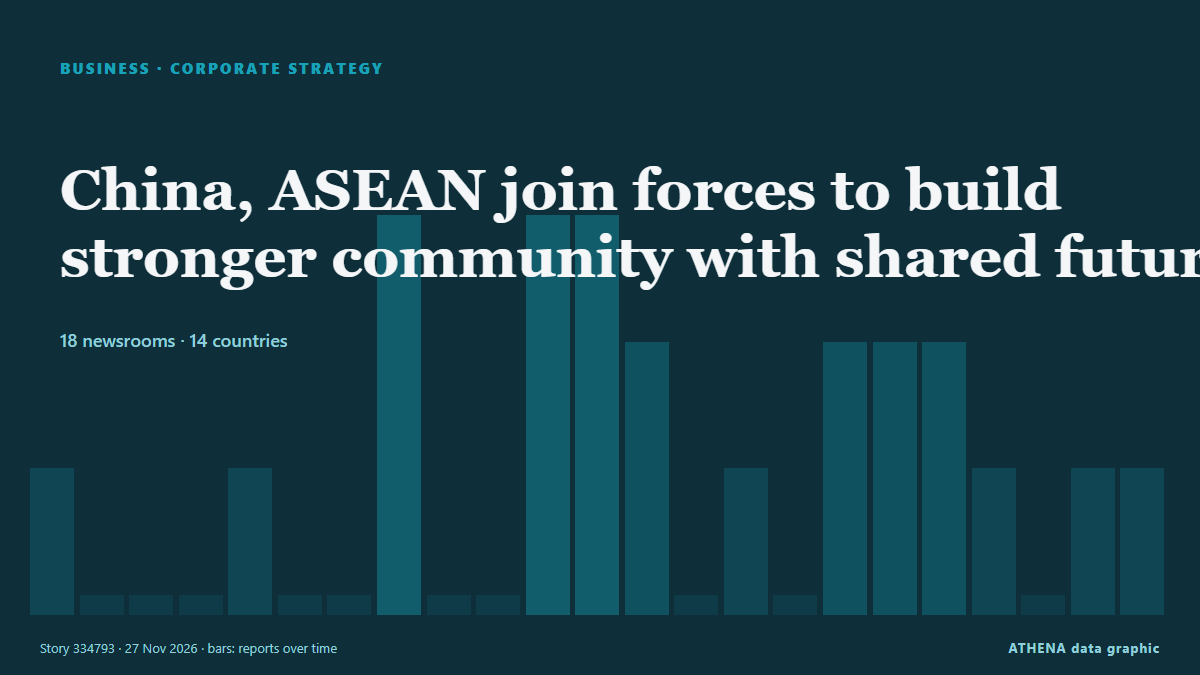 BUSINESS · CORPORATE STRATEGY
China, ASEAN join forces to build
stronger community with shared futur
18 newsrooms · 14 countries
Story 334793 · 27 Nov 2026 · bars: reports over time
ATHENA data graphic